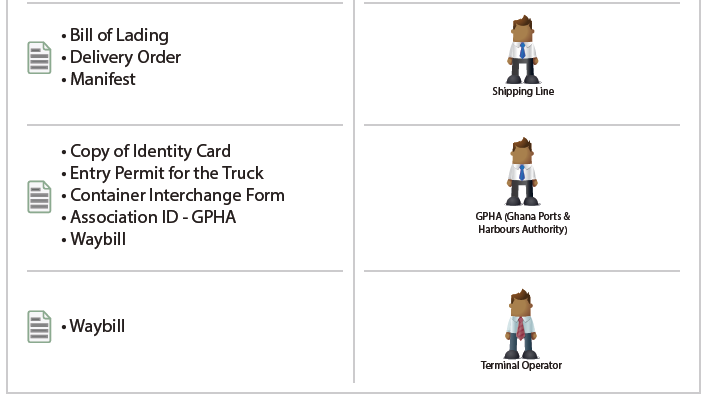 • Bill of Lading
• Delivery Order
• Manifest
Shipping Line
• Copy of Identity Card
• Entry Permit for the Truck
• Container Interchange Form
• Association ID - GPHA
• Waybill
GPHA (Ghana Ports &
Harbours Authority)
• Waybill
Terminal Operator